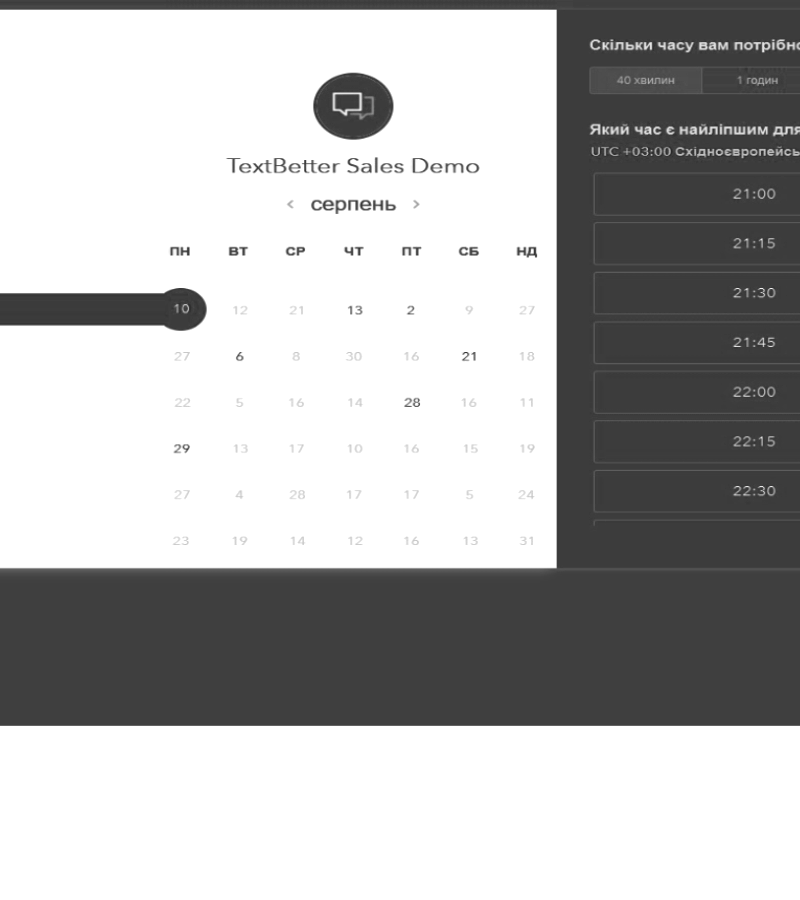 TextBetter Sales Demo
< серпень >
ПН ВТ СР ЧТ ПТ СБ НД
10 12 21 13 2 9 27
27 6 8 30 16 21 18
22 5 16 14 28 16 11
29 13 17 10 16 15 19
27 4 28 17 17 5 24
23 19 14 12 16 13 31
Скільки часу вам потрібно
40 хвилин 1 годин
Який час є найліпшим для
UTC +03:00 Східноєвропейсь
21:00
21:15
21:30
21:45
22:00
22:15
22:30